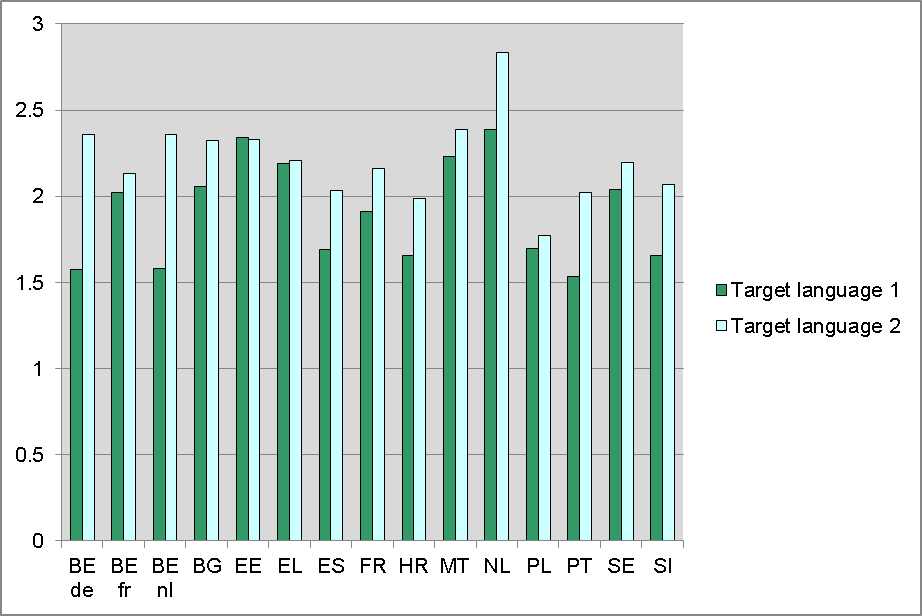 3
2.5
2
1.5
1
0.5
0
BE de BE fr BE nl BG EE EL ES FR HR MT NL PL PT SE SI
Target language 1
Target language 2